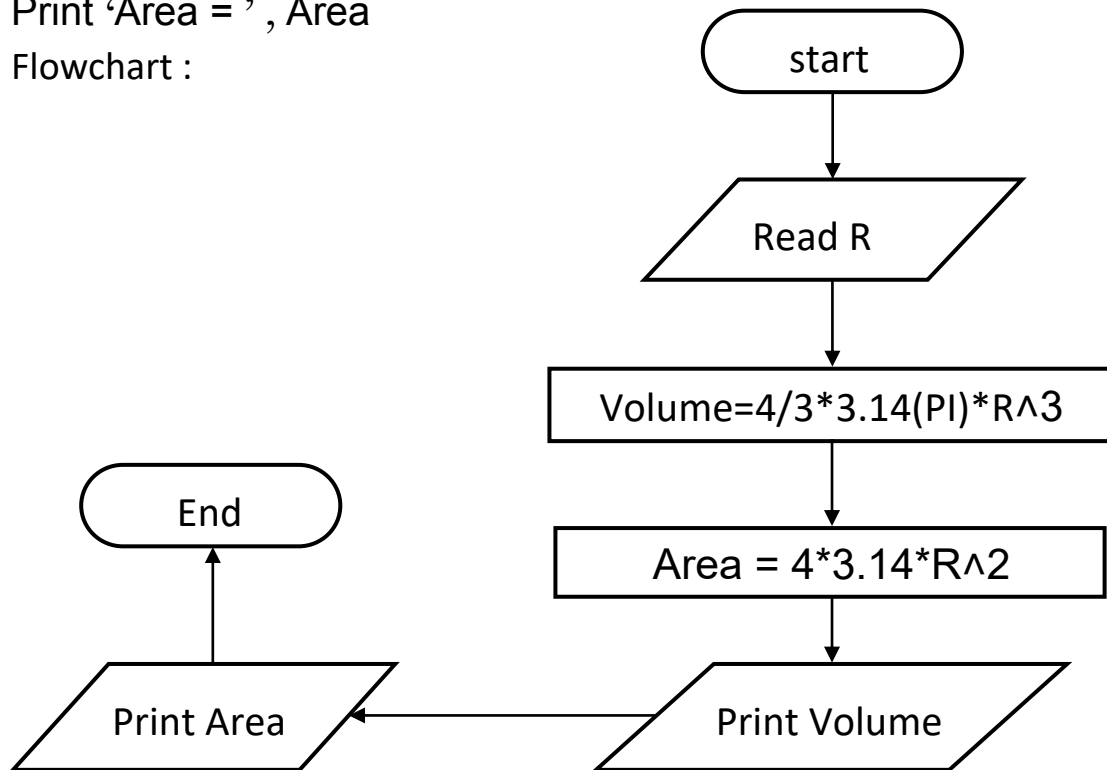 Print ‘Area = ’ , Area
Flowchart :
start
Read R
Volume=4/3*3.14(PI)*R^3
Area = 4*3.14*R^2
Print Volume
Print Area
End